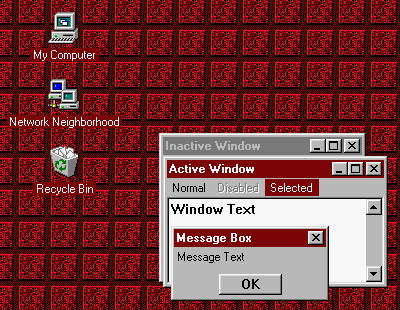 My Computer
Network Neighborhood
Recycle Bin
Inactive Window
Active Window
Normal Disabled Selected
Window Text
Message Box
Message Text
OK